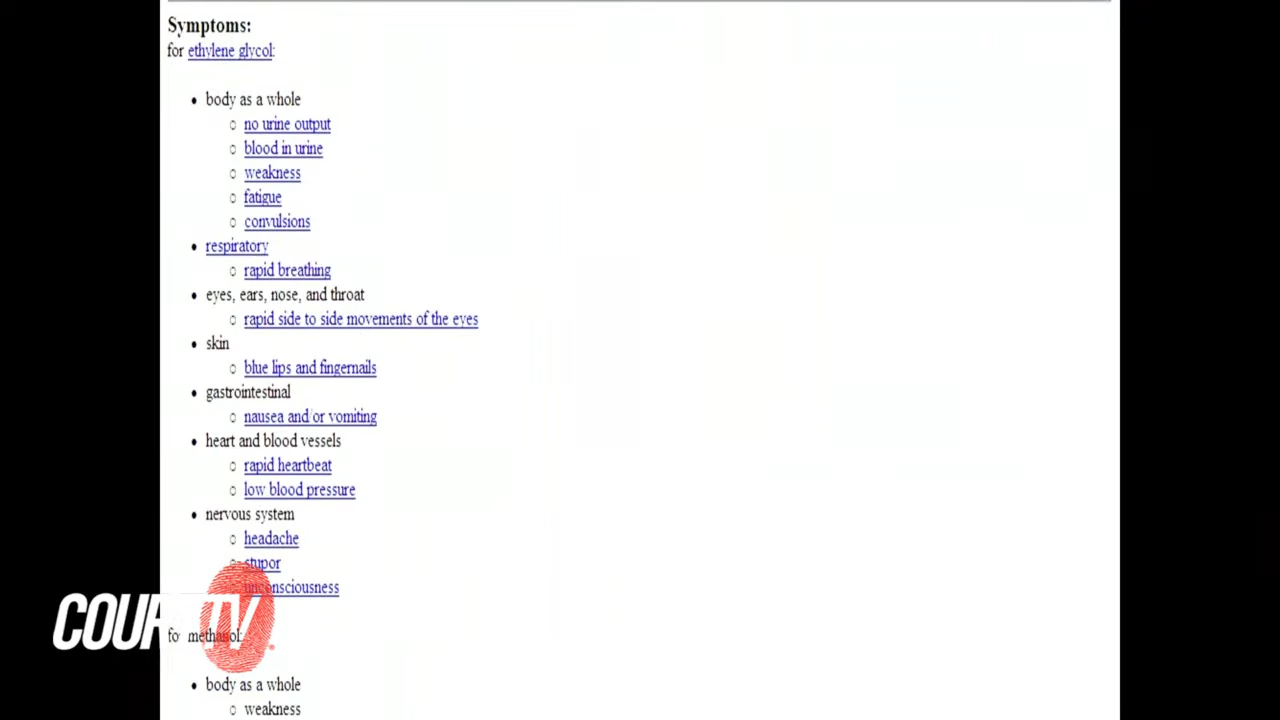 Symptoms:
for ethylene glycol:
• body as a whole
○ no urine output
○ blood in urine
○ weakness
○ fatigue
○ convulsions
• respiratory
○ rapid breathing
• eyes, ears, nose, and throat
○ rapid side to side movements of the eyes
• skin
○ blue lips and fingernails
• gastrointestinal
○ nausea and/or vomiting
• heart and blood vessels
○ rapid heartbeat
○ low blood pressure
• nervous system
○ headache
○ stupor
○ unconsciousness
COURT TV
for methanol:
• body as a whole
○ weakness